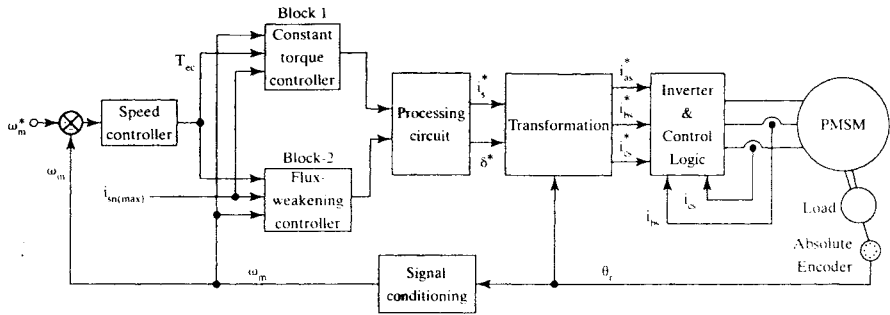 Block 1
Constant
torque
controller
T_ec
ω_m*
Speed
controller
ω_m
i_sn(max)
Block-2
Flux-
weakening
controller
Processing
circuit
i_s*
δ*
Transformation
i_as*
i_bs*
i_cs*
Inverter
&
Control
Logic
i_cs
i_bs
PMSM
Load
Absolute
Encoder
ω_m
Signal
conditioning
θ_r